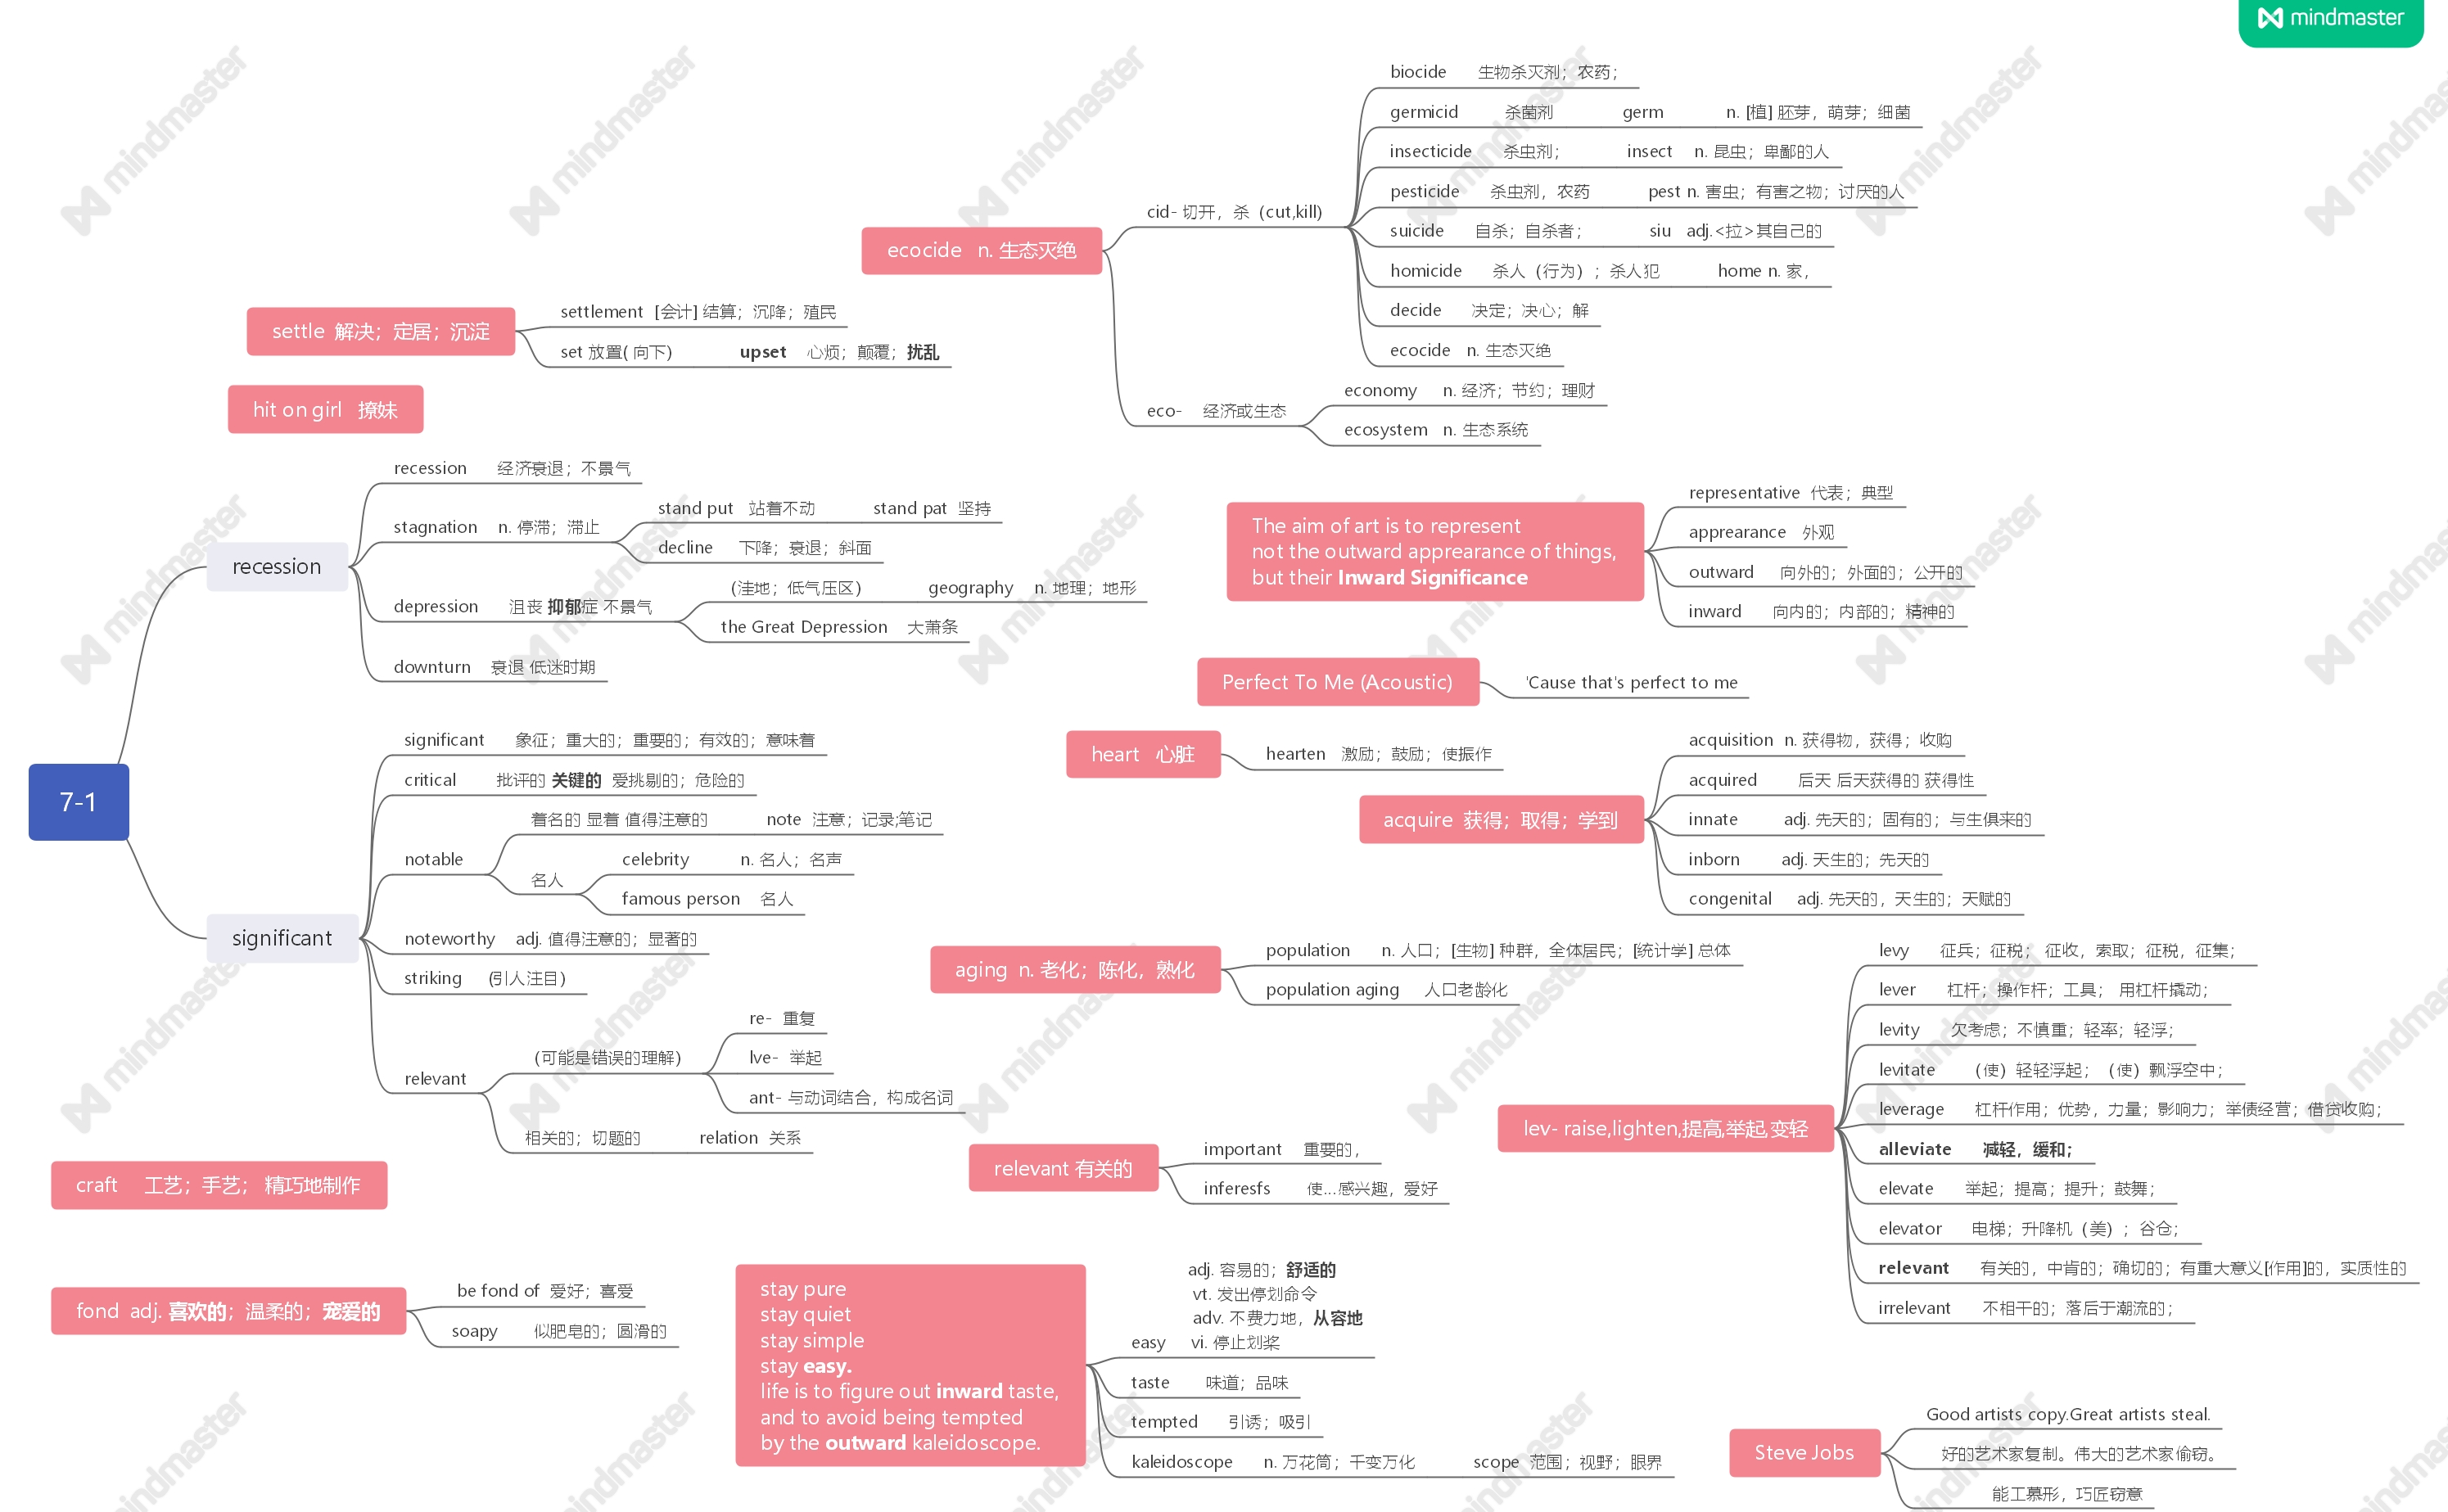 mindmaster
biocide 生物杀灭剂；农药；
germicid 杀菌剂 germ n. [植] 胚芽，萌芽；细菌
insecticide 杀虫剂； insect n. 昆虫；卑鄙的人
pesticide 杀虫剂，农药 pest n. 害虫；有害之物；讨厌的人
cid- 切开，杀（cut,kill)
suicide 自杀；自杀者； siu adj.<拉>其自己的
ecocide n. 生态灭绝
homicide 杀人（行为）；杀人犯 home n. 家，
decide 决定；决心；解
ecocide n. 生态灭绝
eco- 经济或生态
economy n. 经济；节约；理财
ecosystem n. 生态系统
settle 解决；定居；沉淀
settlement [会计] 结算；沉降；殖民
set 放置( 向下) upset 心烦；颠覆；扰乱
hit on girl 撩妹
7-1
recession
recession 经济衰退；不景气
stagnation n. 停滞；滞止
stand put 站着不动 stand pat 坚持
decline 下降；衰退；斜面
depression 沮丧 抑郁症 不景气
(洼地；低气压区) geography n. 地理；地形
the Great Depression 大萧条
downturn 衰退 低迷时期
significant
significant 象征；重大的；重要的；有效的；意味着
critical 批评的 关键的 爱挑剔的；危险的
notable
着名的 显着 值得注意的 note 注意；记录;笔记
名人
celebrity n. 名人；名声
famous person 名人
noteworthy adj. 值得注意的；显著的
striking (引人注目)
relevant
(可能是错误的理解)
re- 重复
lve- 举起
ant- 与动词结合，构成名词
相关的；切题的 relation 关系
The aim of art is to represent
not the outward apprearance of things,
but their Inward Significance
representative 代表；典型
apprearance 外观
outward 向外的；外面的；公开的
inward 向内的；内部的；精神的
Perfect To Me (Acoustic)
'Cause that's perfect to me
heart 心脏
hearten 激励；鼓励；使振作
acquire 获得；取得；学到
acquisition n. 获得物，获得；收购
acquired 后天 后天获得的 获得性
innate adj. 先天的；固有的；与生俱来的
inborn adj. 天生的；先天的
congenital adj. 先天的，天生的；天赋的
aging n. 老化；陈化，熟化
population n. 人口；[生物] 种群，全体居民；[统计学] 总体
population aging 人口老龄化
lev- raise,lighten,提高,举起,变轻
levy 征兵；征税； 征收，索取；征税，征集；
lever 杠杆；操作杆；工具； 用杠杆撬动；
levity 欠考虑；不慎重；轻率；轻浮；
levitate （使）轻轻浮起；（使）飘浮空中；
leverage 杠杆作用；优势，力量；影响力；举债经营；借贷收购；
alleviate 减轻，缓和；
elevate 举起；提高；提升；鼓舞；
elevator 电梯；升降机（美）；谷仓；
relevant 有关的，中肯的；确切的；有重大意义[作用]的，实质性的
irrelevant 不相干的；落后于潮流的；
relevant 有关的
important 重要的，
inferesfs 使...感兴趣，爱好
craft 工艺；手艺； 精巧地制作
fond adj. 喜欢的；温柔的；宠爱的
be fond of 爱好；喜爱
soapy 似肥皂的；圆滑的
stay pure
stay quiet
stay simple
stay easy.
life is to figure out inward taste,
and to avoid being tempted
by the outward kaleidoscope.
adj. 容易的；舒适的
vt. 发出停划命令
adv. 不费力地，从容地
easy vi. 停止划桨
taste 味道；品味
tempted 引诱；吸引
kaleidoscope n. 万花筒；千变万化 scope 范围；视野；眼界
Steve Jobs
Good artists copy.Great artists steal.
好的艺术家复制。伟大的艺术家偷窃。
能工慕形，巧匠窃意